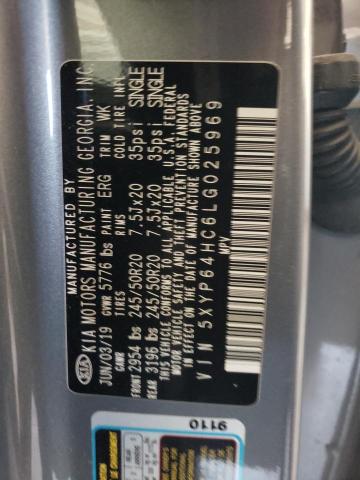 KIA
MANUFACTURED BY
KIA MOTORS MANUFACTURING GEORGIA, INC.
JUN/03/19 GVWR 5776 lbs PAINT ERG TRIM WK
GAWR TIRES RIMS COLD TIRE INFL
FRONT 2954 lbs 245/50R20 7.5Jx20 35psi SINGLE
REAR 3196 lbs 245/50R20 7.5Jx20 35psi SINGLE
THIS VEHICLE CONFORMS TO ALL APPLICABLE U.S.A. FEDERAL
MOTOR VEHICLE SAFETY AND THEFT PREVENTION STANDARDS
IN EFFECT ON THE DATE OF MANUFACTURE SHOWN ABOVE
MPV
VIN 5XYP64HC6LG025969
9110